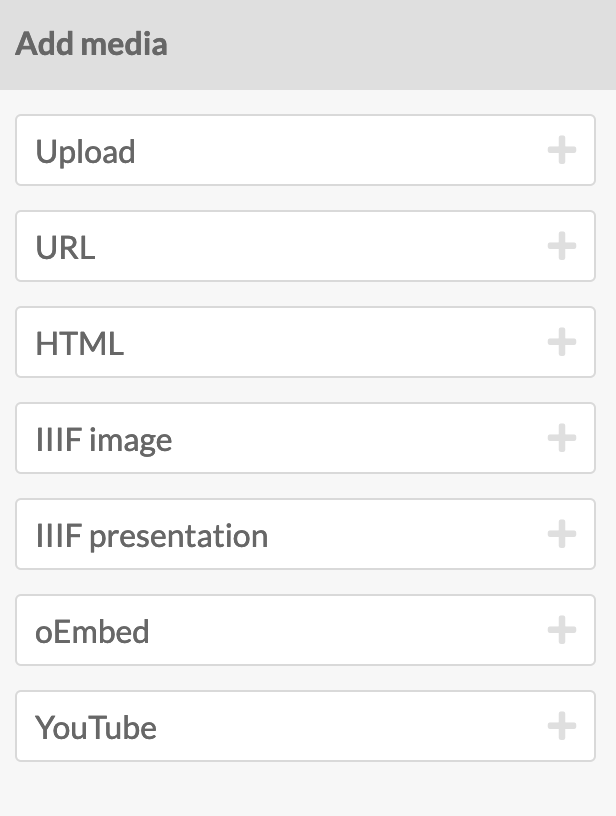 Add media
Upload
URL
HTML
IIIF image
IIIF presentation
oEmbed
YouTube